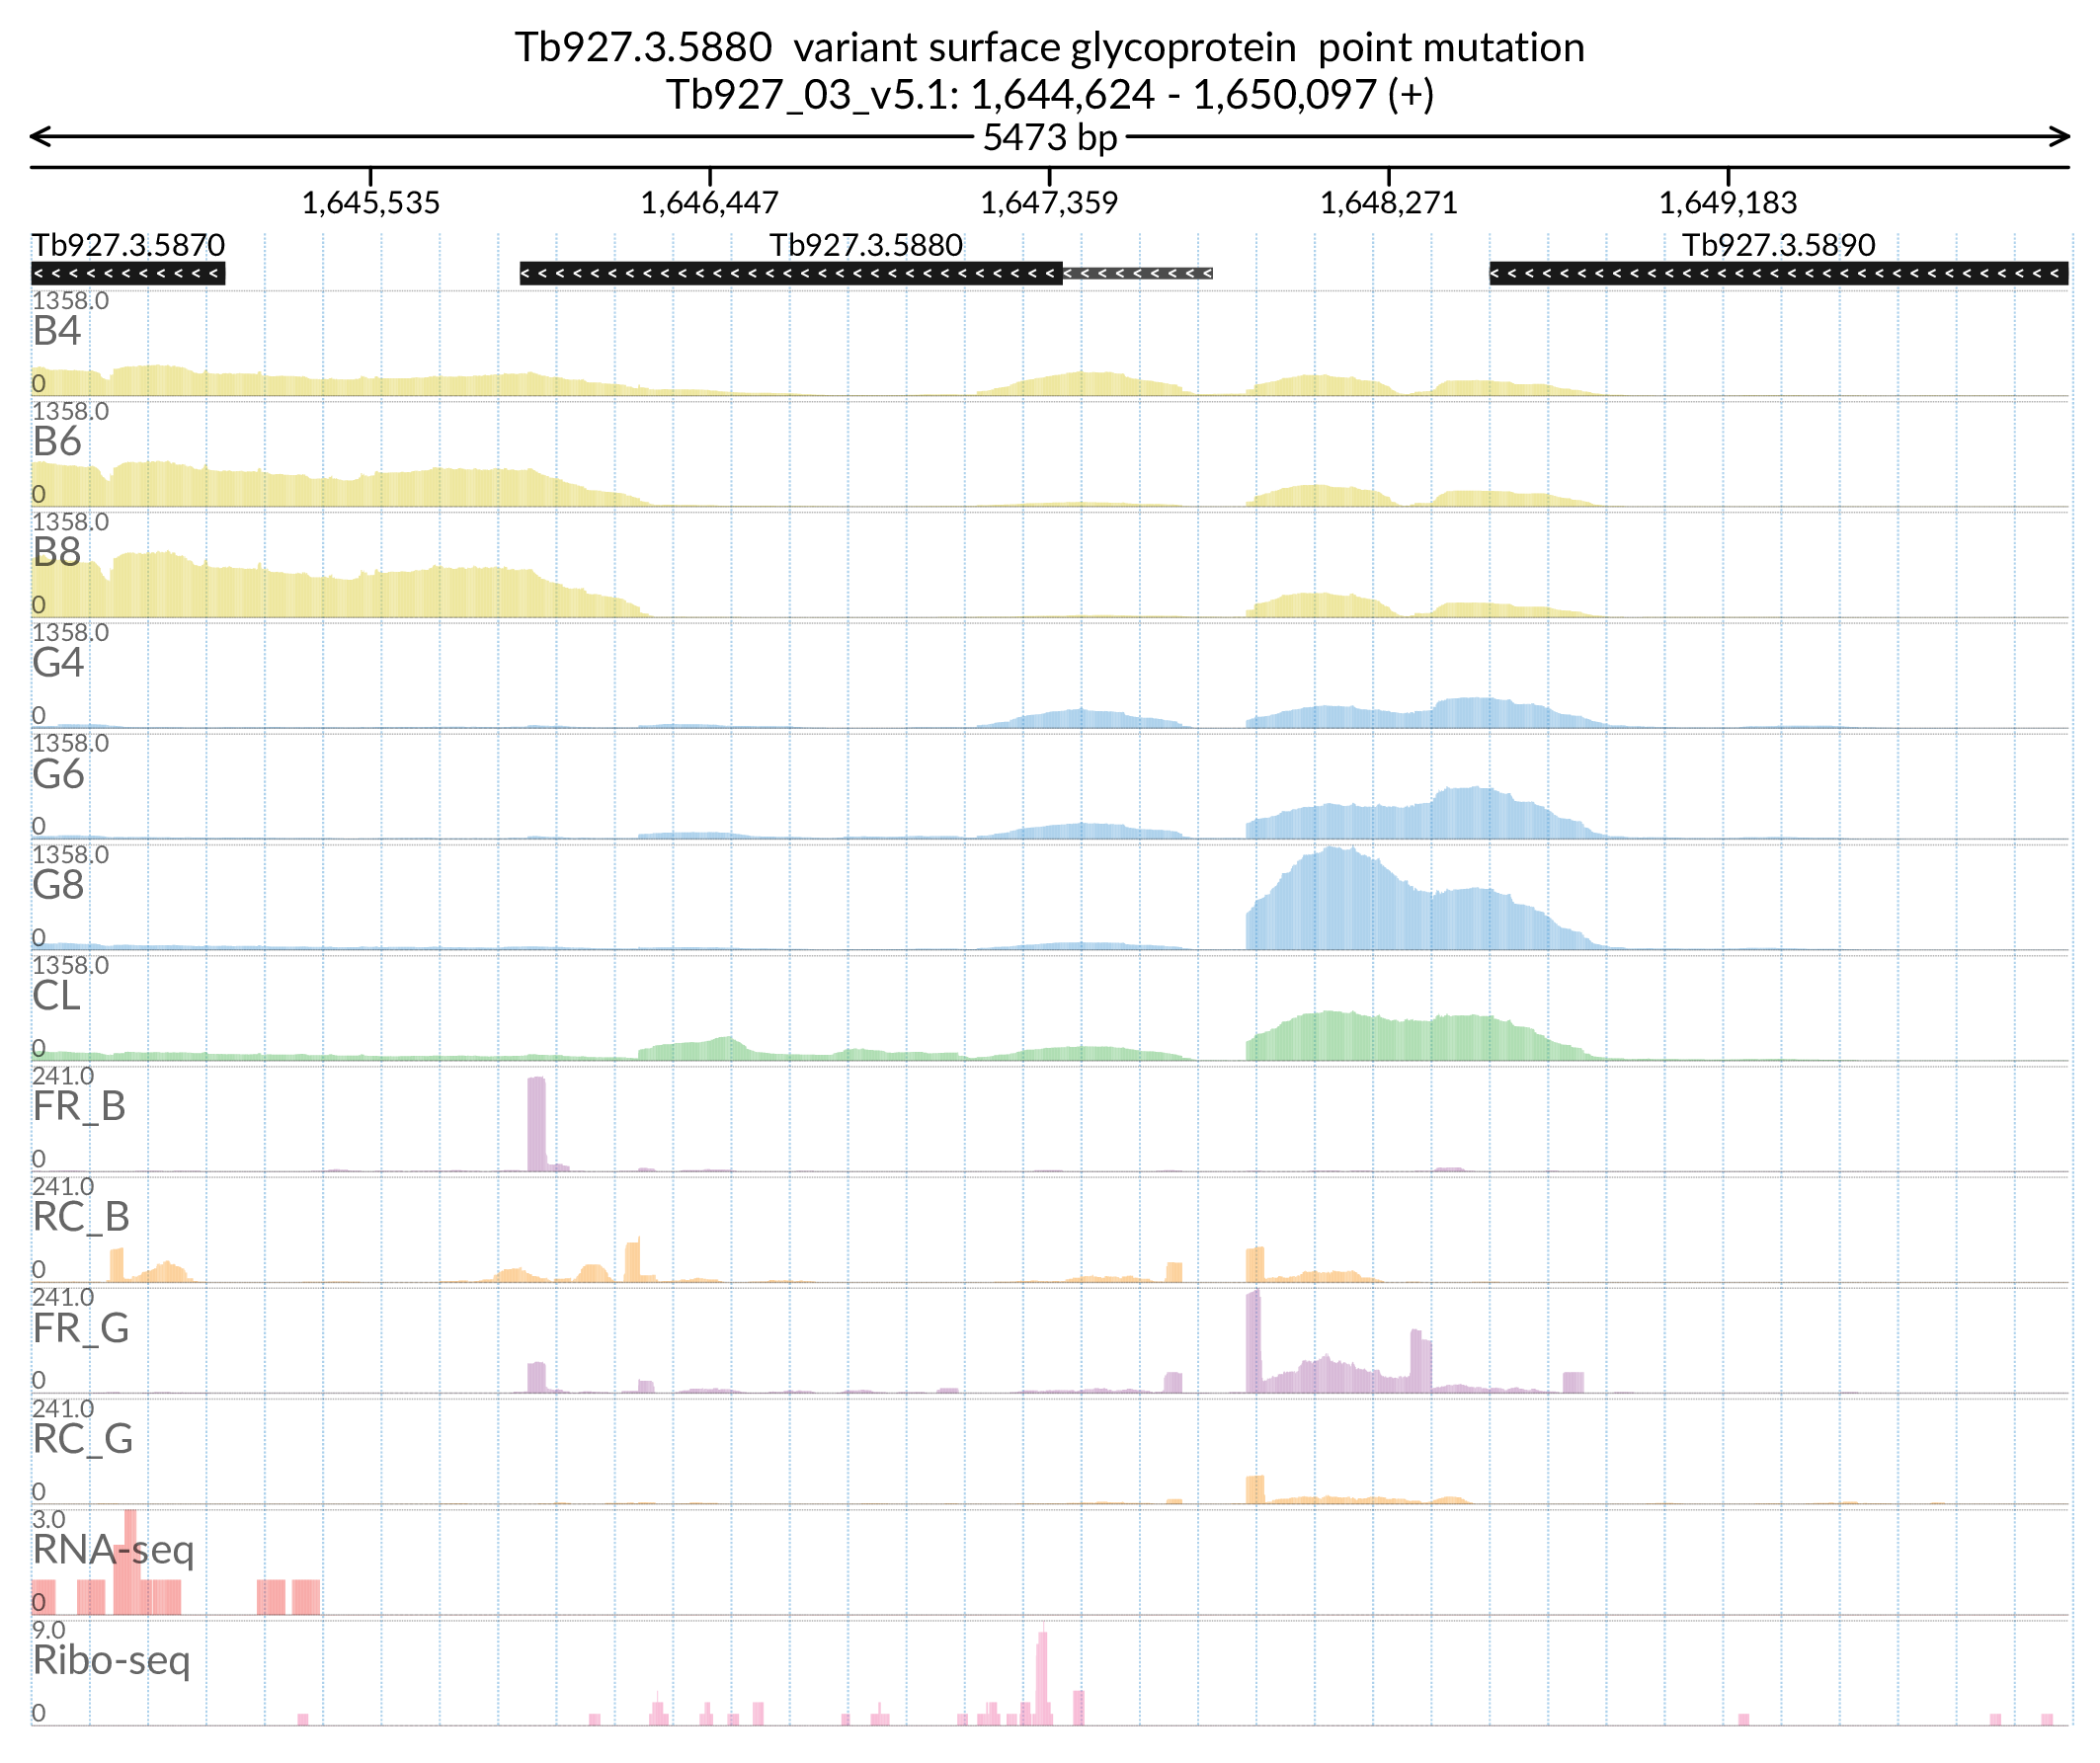 Tb927.3.5880  variant surface glycoprotein  point mutation
Tb927_03_v5.1: 1,644,624 - 1,650,097 (+)
5473 bp
1,645,535 1,646,447 1,647,359 1,648,271 1,649,183
Tb927.3.5870 Tb927.3.5880 Tb927.3.5890
1358.0
B4
0
1358.0
B6
0
1358.0
B8
0
1358.0
G4
0
1358.0
G6
0
1358.0
G8
0
1358.0
CL
0
241.0
FR_B
0
241.0
RC_B
0
241.0
FR_G
0
241.0
RC_G
0
3.0
RNA-seq
0
9.0
Ribo-seq
0